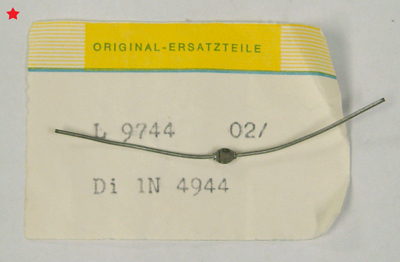 ORIGINAL-ERSATZTEILE
L 9744 02/
Di 1N 4944